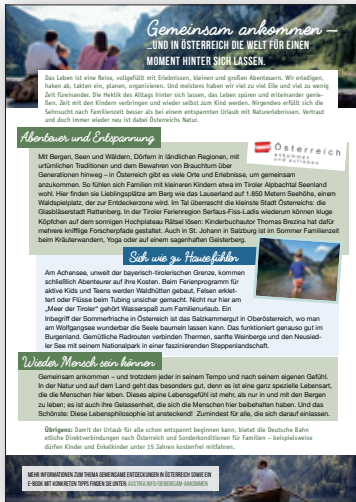 Gemeinsam ankommen –
...UND IN ÖSTERREICH DIE WELT FÜR EINEN
MOMENT HINTER SICH LASSEN.
Das Leben ist eine Reise, vollgefüllt mit Erlebnissen, kleinen und großen Abenteuern. Wir erledigen,
haken ab, takten ein, planen, organisieren. Und meistens haben wir viel zu viel Eile und viel zu wenig
Zeit füreinander. Die Hektik des Alltags hinter sich lassen, das Leben spüren und miteinander genie-
ßen. Zeit mit den Kindern verbringen und wieder selbst zum Kind werden. Nirgendwo erfüllt sich die
Sehnsucht nach Familienzeit besser als bei einem entspannten Urlaub mit Naturerlebnissen. Vertraut
und doch immer wieder neu ist dabei Österreichs Natur.
Abenteuer und Entspannung
Österreich
ankommen
und aufleben
Mit Bergen, Seen und Wäldern, Dörfern in ländlichen Regionen, mit
urtümlichen Traditionen und dem Bewahren von Brauchtum über
Generationen hinweg – in Österreich gibt es viele Orte und Erlebnisse, um gemeinsam
anzukommen. So fühlen sich Familien mit kleineren Kindern etwa im Tiroler Alpbachtal Seenland
wohl. Hier finden sie Lieblingsplätze am Berg wie das Lauserland auf 1.850 Metern Seehöhe, einem
Waldspielplatz, der zur Entdeckerzone wird. Im Tal überrascht die kleinste Stadt Österreichs: die
Glasbläserstadt Rattenberg. In der Tiroler Ferienregion Serfaus-Fiss-Ladis wiederum können kluge
Köpfchen auf dem sonnigen Hochplateau Rätsel lösen: Kinderbuchautor Thomas Brezina hat dafür
mehrere knifflige Forscherpfade gestaltet. Auch in St. Johann in Salzburg ist im Sommer Familienzeit
beim Kräuterwandern, Yoga oder auf einem sagenhaften Geisterberg.
Sich wie zu Hause fühlen
Am Achensee, unweit der bayerisch-tirolerischen Grenze, kommen
schließlich Abenteurer auf ihre Kosten. Beim Ferienprogramm für
aktive Kids und Teens werden Waldhütten gebaut, Felsen erklet-
tert oder Flüsse beim Tubing unsicher gemacht. Nicht nur hier am
„Meer der Tiroler“ gehört Wasserspaß zum Familienurlaub. Ein
Inbegriff der Sommerfrische in Österreich ist das Salzkammergut in Oberösterreich, wo man
am Wolfgangsee wunderbar die Seele baumeln lassen kann. Das funktioniert genauso gut im
Burgenland. Gemütliche Radrouten verbinden Thermen, sanfte Weinberge und den Neusied-
ler See mit seinem Nationalpark in einer faszinierenden Steppenlandschaft.
Wieder Mensch sein können
Gemeinsam ankommen – und trotzdem jeder in seinem Tempo und nach seinem eigenen Gefühl.
In der Natur und auf dem Land geht das besonders gut, denn es ist eine ganz spezielle Lebensart,
die die Menschen hier leben. Dieses alpine Lebensgefühl ist mehr, als nur in und mit den Bergen
zu leben; es ist auch ihre Gelassenheit, die sich die Menschen hier beibehalten haben. Und das
Schönste: Diese Lebensphilosophie ist ansteckend! Zumindest für alle, die sich darauf einlassen.
Übrigens: Damit der Urlaub für alle schon entspannt beginnen kann, bietet die Deutsche Bahn
etliche Direktverbindungen nach Österreich und Sonderkonditionen für Familien – beispielsweise
dürfen Kinder und Enkelkinder unter 15 Jahren kostenfrei mitfahren.
MEHR INFORMATIONEN ZUM THEMA GEMEINSAME ENTDECKUNGEN IN ÖSTERREICH SOWIE EIN
E-BOOK MIT KONKRETEN TIPPS FINDEN SIE UNTER: AUSTRIA.INFO/GEMEINSAM-ANKOMMEN